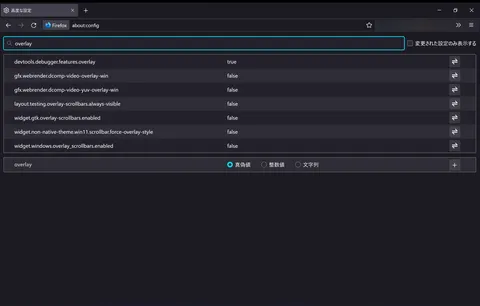 高度な設定
Firefox
about:config
overlay
変更された設定のみ表示する
devtools.debugger.features.overlay true
gfx.webrender.dcomp-video-overlay-win false
gfx.webrender.dcomp-video-yuv-overlay-win false
layout.testing.overlay-scrollbars.always-visible false
widget.gtk.overlay-scrollbars.enabled false
widget.non-native-theme.win11.scrollbar.force-overlay-style false
widget.windows.overlay_scrollbars.enabled false
overlay 真偽値 整数値 文字列